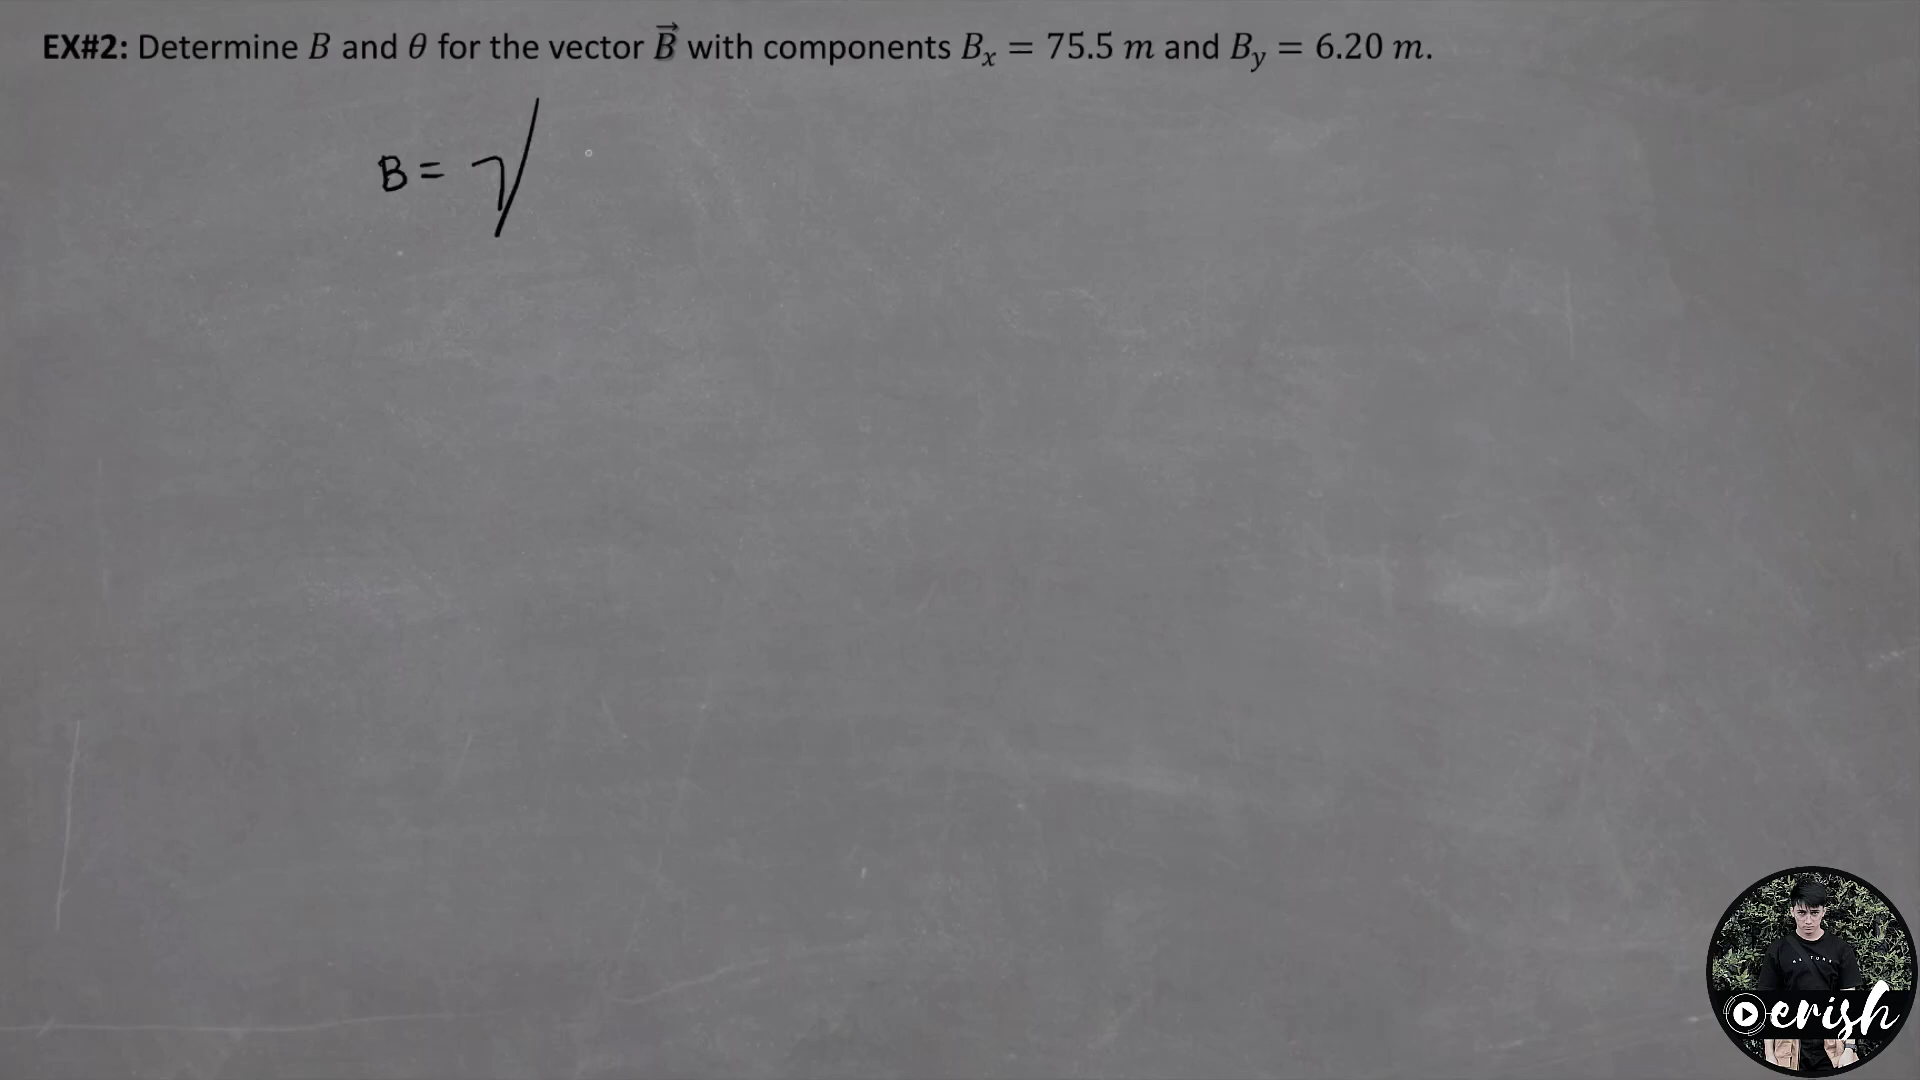 EX#2: Determine B and θ for the vector B⃗ with components Bₓ = 75.5 m and Bᵧ = 6.20 m.
B = √
erish